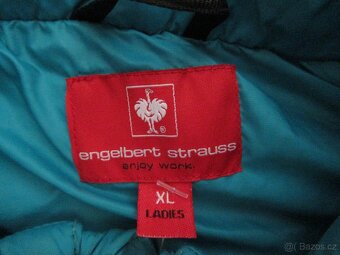 engelbert strauss
enjoy work.
XL
LADIES
© Bazos.cz